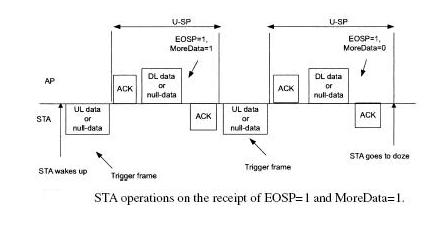 U-SP
U-SP
EOSP=1,
MoreData=1
EOSP=1,
MoreData=0
AP
ACK
DL data
or
null-data
ACK
DL data
or
null-data
STA
UL data
or
null-data
ACK
UL data
or
null-data
ACK
STA wakes up
Trigger frame
Trigger frame
STA goes to doze
STA operations on the receipt of EOSP=1 and MoreData=1.